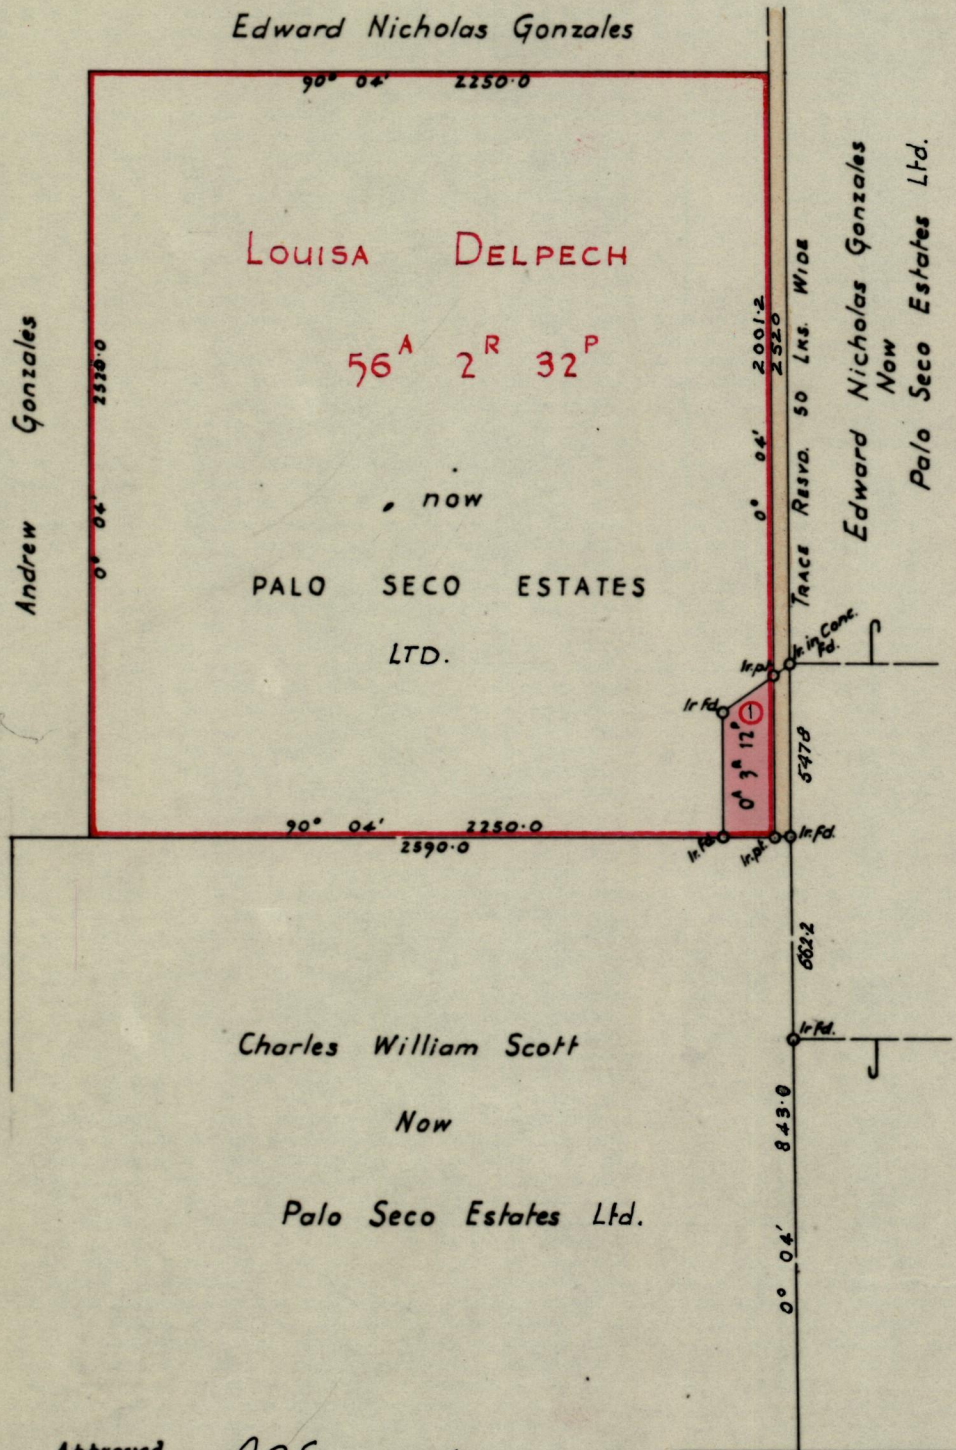 Edward Nicholas Gonzales
90° 04' 2250.0
LOUISA DELPECH
56ᴬ 2ᴿ 32ᴾ
now
PALO SECO ESTATES
LTD.
Andrew Gonzales
0° 04' 2520.0
0° 04' 2001.2
2520
TRACE RESVD. 50 LKS. WIDE
Edward Nicholas Gonzales
Now
Palo Seco Estates Ltd.
Ir. in Conc. Fd.
Ir. pt.
Ir Fd.
0ᴬ 3ᴿ 12ᴾ
547.8
90° 04' 2250.0
2590.0
Ir. Fd.
Ir. pt.
Ir. Fd.
662.2
Ir Fd.
Charles William Scott
Now
Palo Seco Estates Ltd.
0° 04' 843.0
Approved